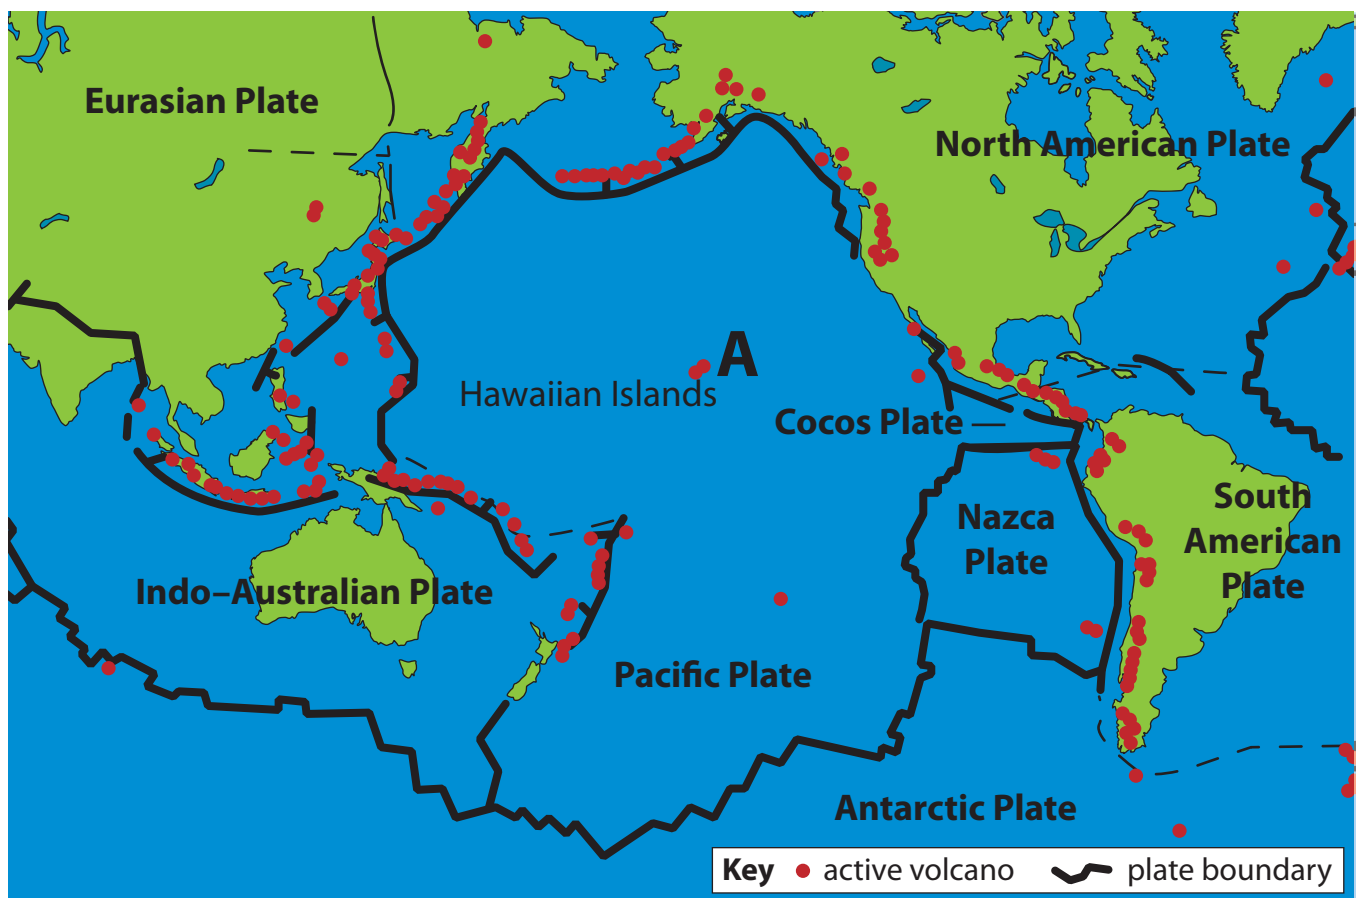 Eurasian Plate
North American Plate
A
Hawaiian Islands
Cocos Plate
South
American
Plate
Nazca
Plate
Indo–Australian Plate
Pacific Plate
Antarctic Plate
Key active volcano plate boundary